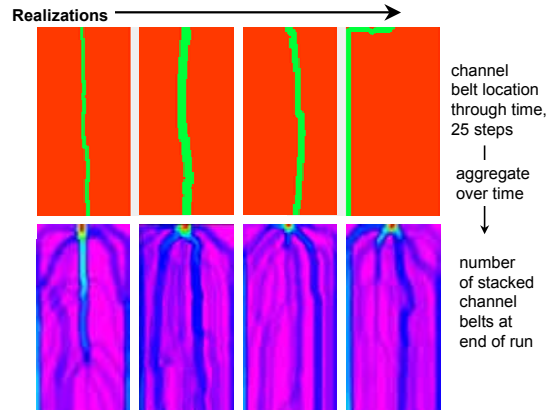 Realizations
channel
belt location
through time,
25 steps
aggregate
over time
number
of stacked
channel
belts at
end of run